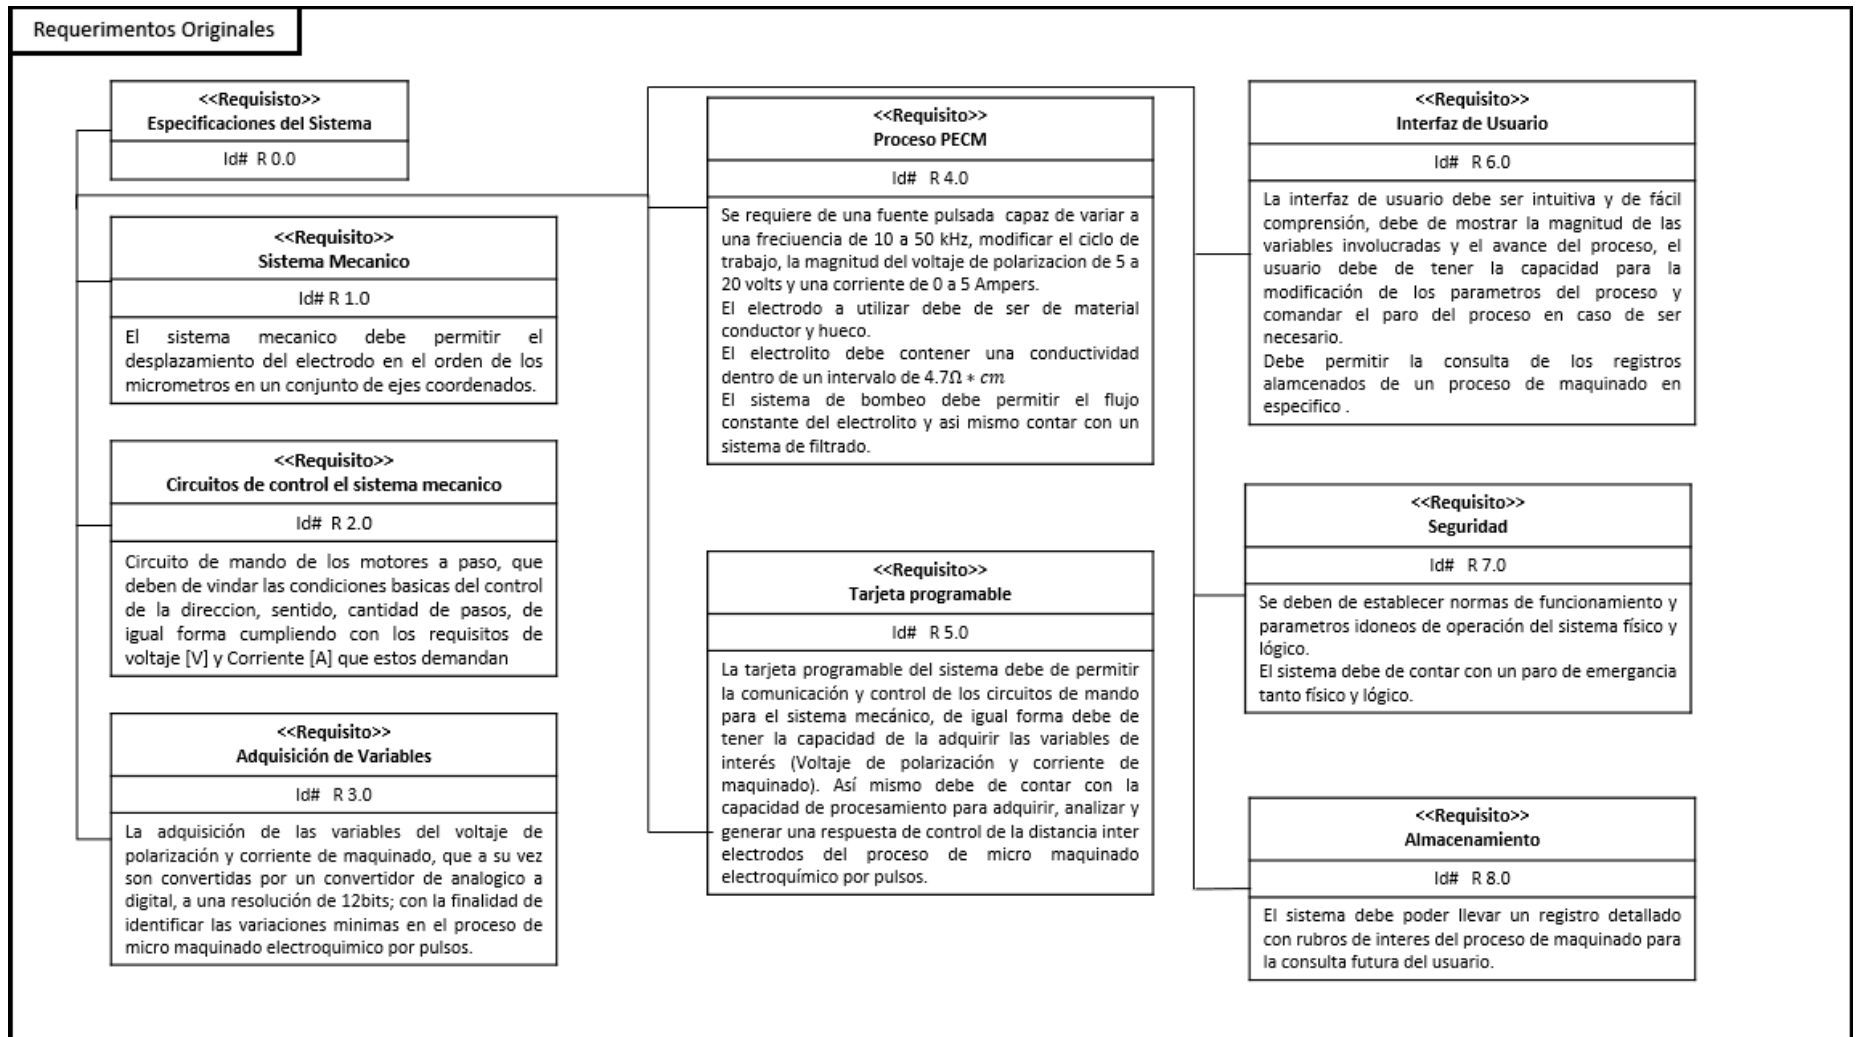 Requerimentos Originales
<<Requisisto>>
Especificaciones del Sistema
Id# R 0.0
<<Requisito>>
Sistema Mecanico
Id# R 1.0
El sistema mecanico debe permitir el
desplazamiento del electrodo en el orden de los
micrometros en un conjunto de ejes coordenados.
<<Requisito>>
Circuitos de control el sistema mecanico
Id# R 2.0
Circuito de mando de los motores a paso, que
deben de vindar las condiciones basicas del control
de la direccion, sentido, cantidad de pasos, de
igual forma cumpliendo con los requisitos de
voltaje [V] y Corriente [A] que estos demandan
<<Requisito>>
Adquisición de Variables
Id# R 3.0
La adquisición de las variables del voltaje de
polarización y corriente de maquinado, que a su vez
son convertidas por un convertidor de analogico a
digital, a una resolución de 12bits; con la finalidad de
identificar las variaciones minimas en el proceso de
micro maquinado electroquimico por pulsos.
<<Requisito>>
Proceso PECM
Id# R 4.0
Se requiere de una fuente pulsada capaz de variar a
una freciuencia de 10 a 50 kHz, modificar el ciclo de
trabajo, la magnitud del voltaje de polarizacion de 5 a
20 volts y una corriente de 0 a 5 Ampers.
El electrodo a utilizar debe de ser de material
conductor y hueco.
El electrolito debe contener una conductividad
dentro de un intervalo de 4.7Ω ∗ cm
El sistema de bombeo debe permitir el flujo
constante del electrolito y asi mismo contar con un
sistema de filtrado.
<<Requisito>>
Tarjeta programable
Id# R 5.0
La tarjeta programable del sistema debe de permitir
la comunicación y control de los circuitos de mando
para el sistema mecánico, de igual forma debe de
tener la capacidad de la adquirir las variables de
interés (Voltaje de polarización y corriente de
maquinado). Así mismo debe de contar con la
capacidad de procesamiento para adquirir, analizar y
generar una respuesta de control de la distancia inter
electrodos del proceso de micro maquinado
electroquímico por pulsos.
<<Requisito>>
Interfaz de Usuario
Id# R 6.0
La interfaz de usuario debe ser intuitiva y de fácil
comprensión, debe de mostrar la magnitud de las
variables involucradas y el avance del proceso, el
usuario debe de tener la capacidad para la
modificación de los parametros del proceso y
comandar el paro del proceso en caso de ser
necesario.
Debe permitir la consulta de los registros
alamcenados de un proceso de maquinado en
especifico .
<<Requisito>>
Seguridad
Id# R 7.0
Se deben de establecer normas de funcionamiento y
parametros idoneos de operación del sistema físico y
lógico.
El sistema debe de contar con un paro de emergancia
tanto físico y lógico.
<<Requisito>>
Almacenamiento
Id# R 8.0
El sistema debe poder llevar un registro detallado
con rubros de interes del proceso de maquinado para
la consulta futura del usuario.